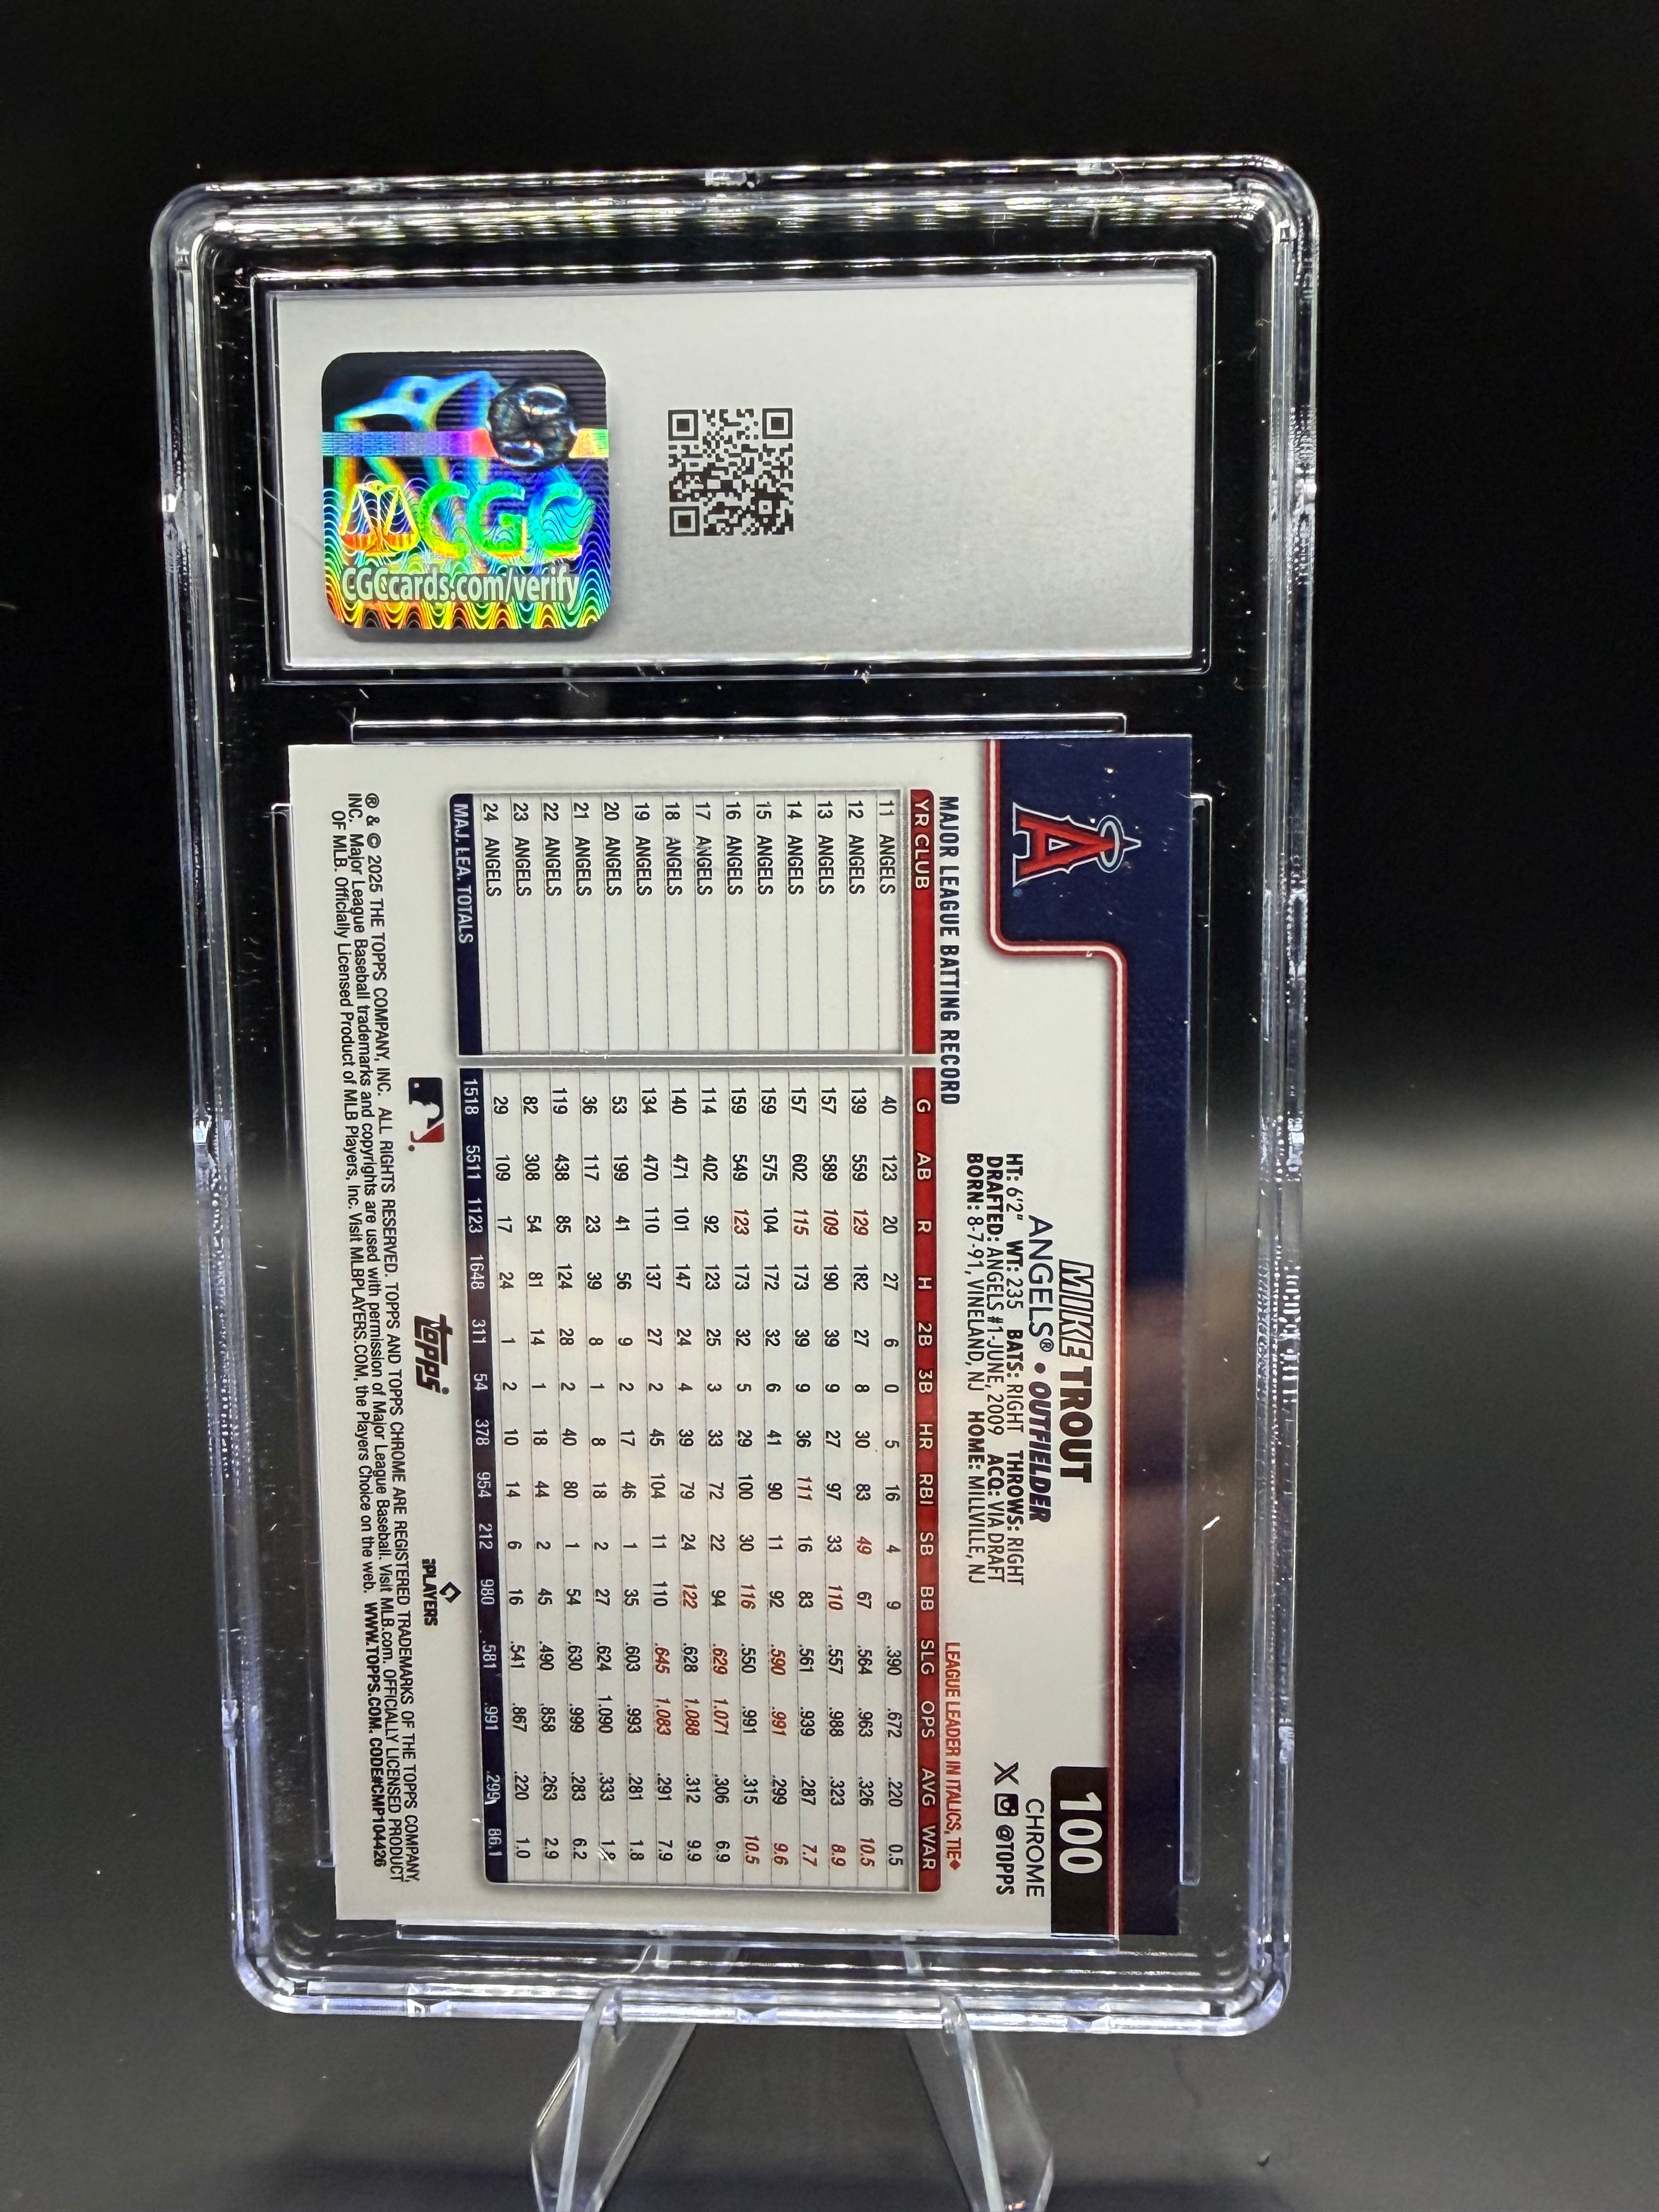 CGC
CGCcards.com/verify
A
100
CHROME
X @TOPPS
MIKE TROUT
ANGELS® • OUTFIELDER
HT: 6'2" WT: 235 BATS: RIGHT THROWS: RIGHT
DRAFTED: ANGELS #1-JUNE, 2009 ACQ: VIA DRAFT
BORN: 8-7-91, VINELAND, NJ HOME: MILLVILLE, NJ
MAJOR LEAGUE BATTING RECORD LEAGUE LEADER IN ITALICS, TIE◆
YR CLUB G AB R H 2B 3B HR RBI SB BB SLG OPS AVG WAR
11 ANGELS 40 123 20 27 6 0 5 16 4 9 .390 .672 .220 0.5
12 ANGELS 139 559 129 182 27 8 30 83 49 67 .564 .963 .326 10.5
13 ANGELS 157 589 109 190 39 9 27 97 33 110 .557 .988 .323 8.9
14 ANGELS 157 602 115 173 39 9 36 111 16 83 .561 .939 .287 7.7
15 ANGELS 159 575 104 172 32 6 41 90 11 92 .590 .991 .299 9.6
16 ANGELS 159 549 123 173 32 5 29 100 30 116 .550 .991 .315 10.5
17 ANGELS 114 402 92 123 25 3 33 72 22 94 .629 1.071 .306 6.9
18 ANGELS 140 471 101 147 24 4 39 79 24 122 .628 1.088 .312 9.9
19 ANGELS 134 470 110 137 27 2 45 104 11 110 .645 1.083 .291 7.9
20 ANGELS 53 199 41 56 9 2 17 46 1 35 .603 .993 .281 1.8
21 ANGELS 36 117 23 39 8 1 8 18 2 27 .624 1.090 .333 1.8
22 ANGELS 119 438 85 124 28 2 40 80 1 54 .630 .999 .283 6.2
23 ANGELS 82 308 54 81 14 1 18 44 2 45 .490 .858 .263 2.9
24 ANGELS 29 109 17 24 1 2 10 14 6 16 .541 .867 .220 1.0
MAJ. LEA. TOTALS 1518 5511 1123 1648 311 54 378 954 212 980 .581 .991 .299 86.1
topps
PLAYERS
® & © 2025 THE TOPPS COMPANY, INC. ALL RIGHTS RESERVED. TOPPS AND TOPPS CHROME ARE REGISTERED TRADEMARKS OF THE TOPPS COMPANY,
INC. Major League Baseball trademarks and copyrights are used with permission of Major League Baseball. Visit MLB.com. OFFICIALLY LICENSED PRODUCT
OF MLB. Officially Licensed Product of MLB Players, Inc. Visit MLBPLAYERS.COM, the Players Choice on the web. WWW.TOPPS.COM. CODE#CMP104426